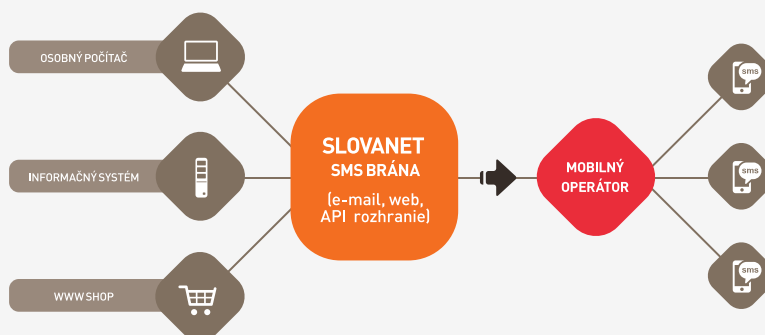 OSOBNÝ POČÍTAČ
INFORMAČNÝ SYSTÉM
WWW SHOP
SLOVANET
SMS BRÁNA
(e-mail, web,
API rozhranie)
MOBILNÝ
OPERÁTOR
sms
sms
sms